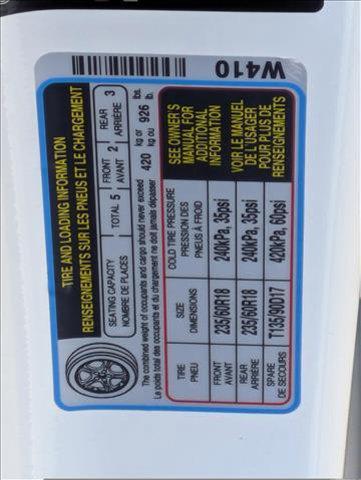 TIRE AND LOADING INFORMATION
RENSEIGNEMENTS SUR LES PNEUS ET LE CHARGEMENT
SEATING CAPACITY TOTAL 5 FRONT 2 REAR 3
NOMBRE DE PLACES AVANT ARRIÈRE
The combined weight of occupants and cargo should never exceed 420 kg or 926 lbs.
Le poids total des occupants et du chargement ne doit jamais dépasser kg ou lb.
TIRE SIZE COLD TIRE PRESSURE
PNEU DIMENSIONS PRESSION DES PNEUS À FROID
FRONT AVANT 235/60R18 240kPa, 35psi
REAR ARRIERE 235/60R18 240kPa, 35psi
SPARE DE SECOURS T135/90D17 420kPa, 60psi
SEE OWNER'S
MANUAL FOR
ADDITIONAL
INFORMATION
VOIR LE MANUEL
DE L'USAGER
POUR PLUS DE
RENSEIGNEMENTS
W410